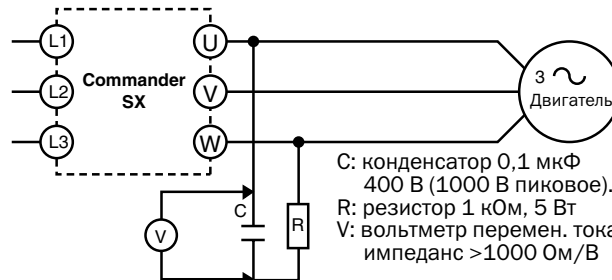 L1
U
Commander
SX
L2
V
3
Двигатель
L3
W
C: конденсатор 0,1 мкФ
400 В (1000 В пиковое).
R: резистор 1 кОм, 5 Вт
V: вольтметр перемен. тока
импеданс >1000 Ом/В
C
V
R